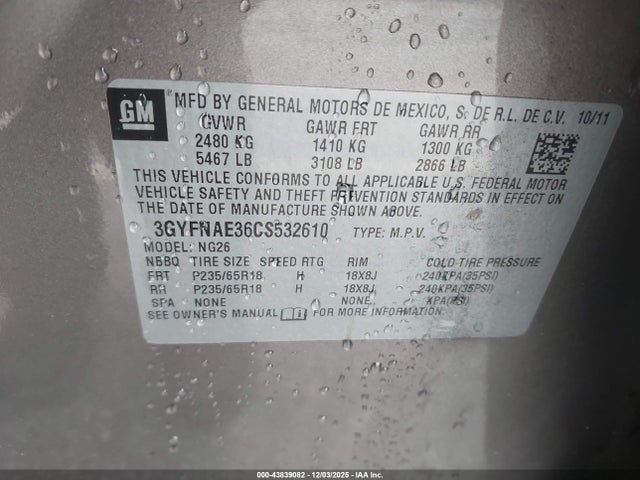 GM MFD BY GENERAL MOTORS DE MEXICO, S. DE R.L. DE C.V. 10/11
GVWR GAWR FRT GAWR RR
2480 KG 1410 KG 1300 KG
5467 LB 3108 LB 2866 LB
THIS VEHICLE CONFORMS TO ALL APPLICABLE U.S. FEDERAL MOTOR
VEHICLE SAFETY AND THEFT PREVENTION STANDARDS IN EFFECT ON
THE DATE OF MANUFACTURE SHOWN ABOVE.
3GYFNAE36CS532610 TYPE: M.P.V.
MODEL: NG26
NBBQ TIRE SIZE SPEED RTG RIM COLD TIRE PRESSURE
FRT P235/65R18 H 18X8J 240KPA(35PSI)
RR P235/65R18 H 18X8J 240KPA(35PSI)
SPA NONE NONE KPA(PSI)
SEE OWNER'S MANUAL FOR MORE INFORMATION.
000-43839082 - 12/03/2025 - IAA Inc.